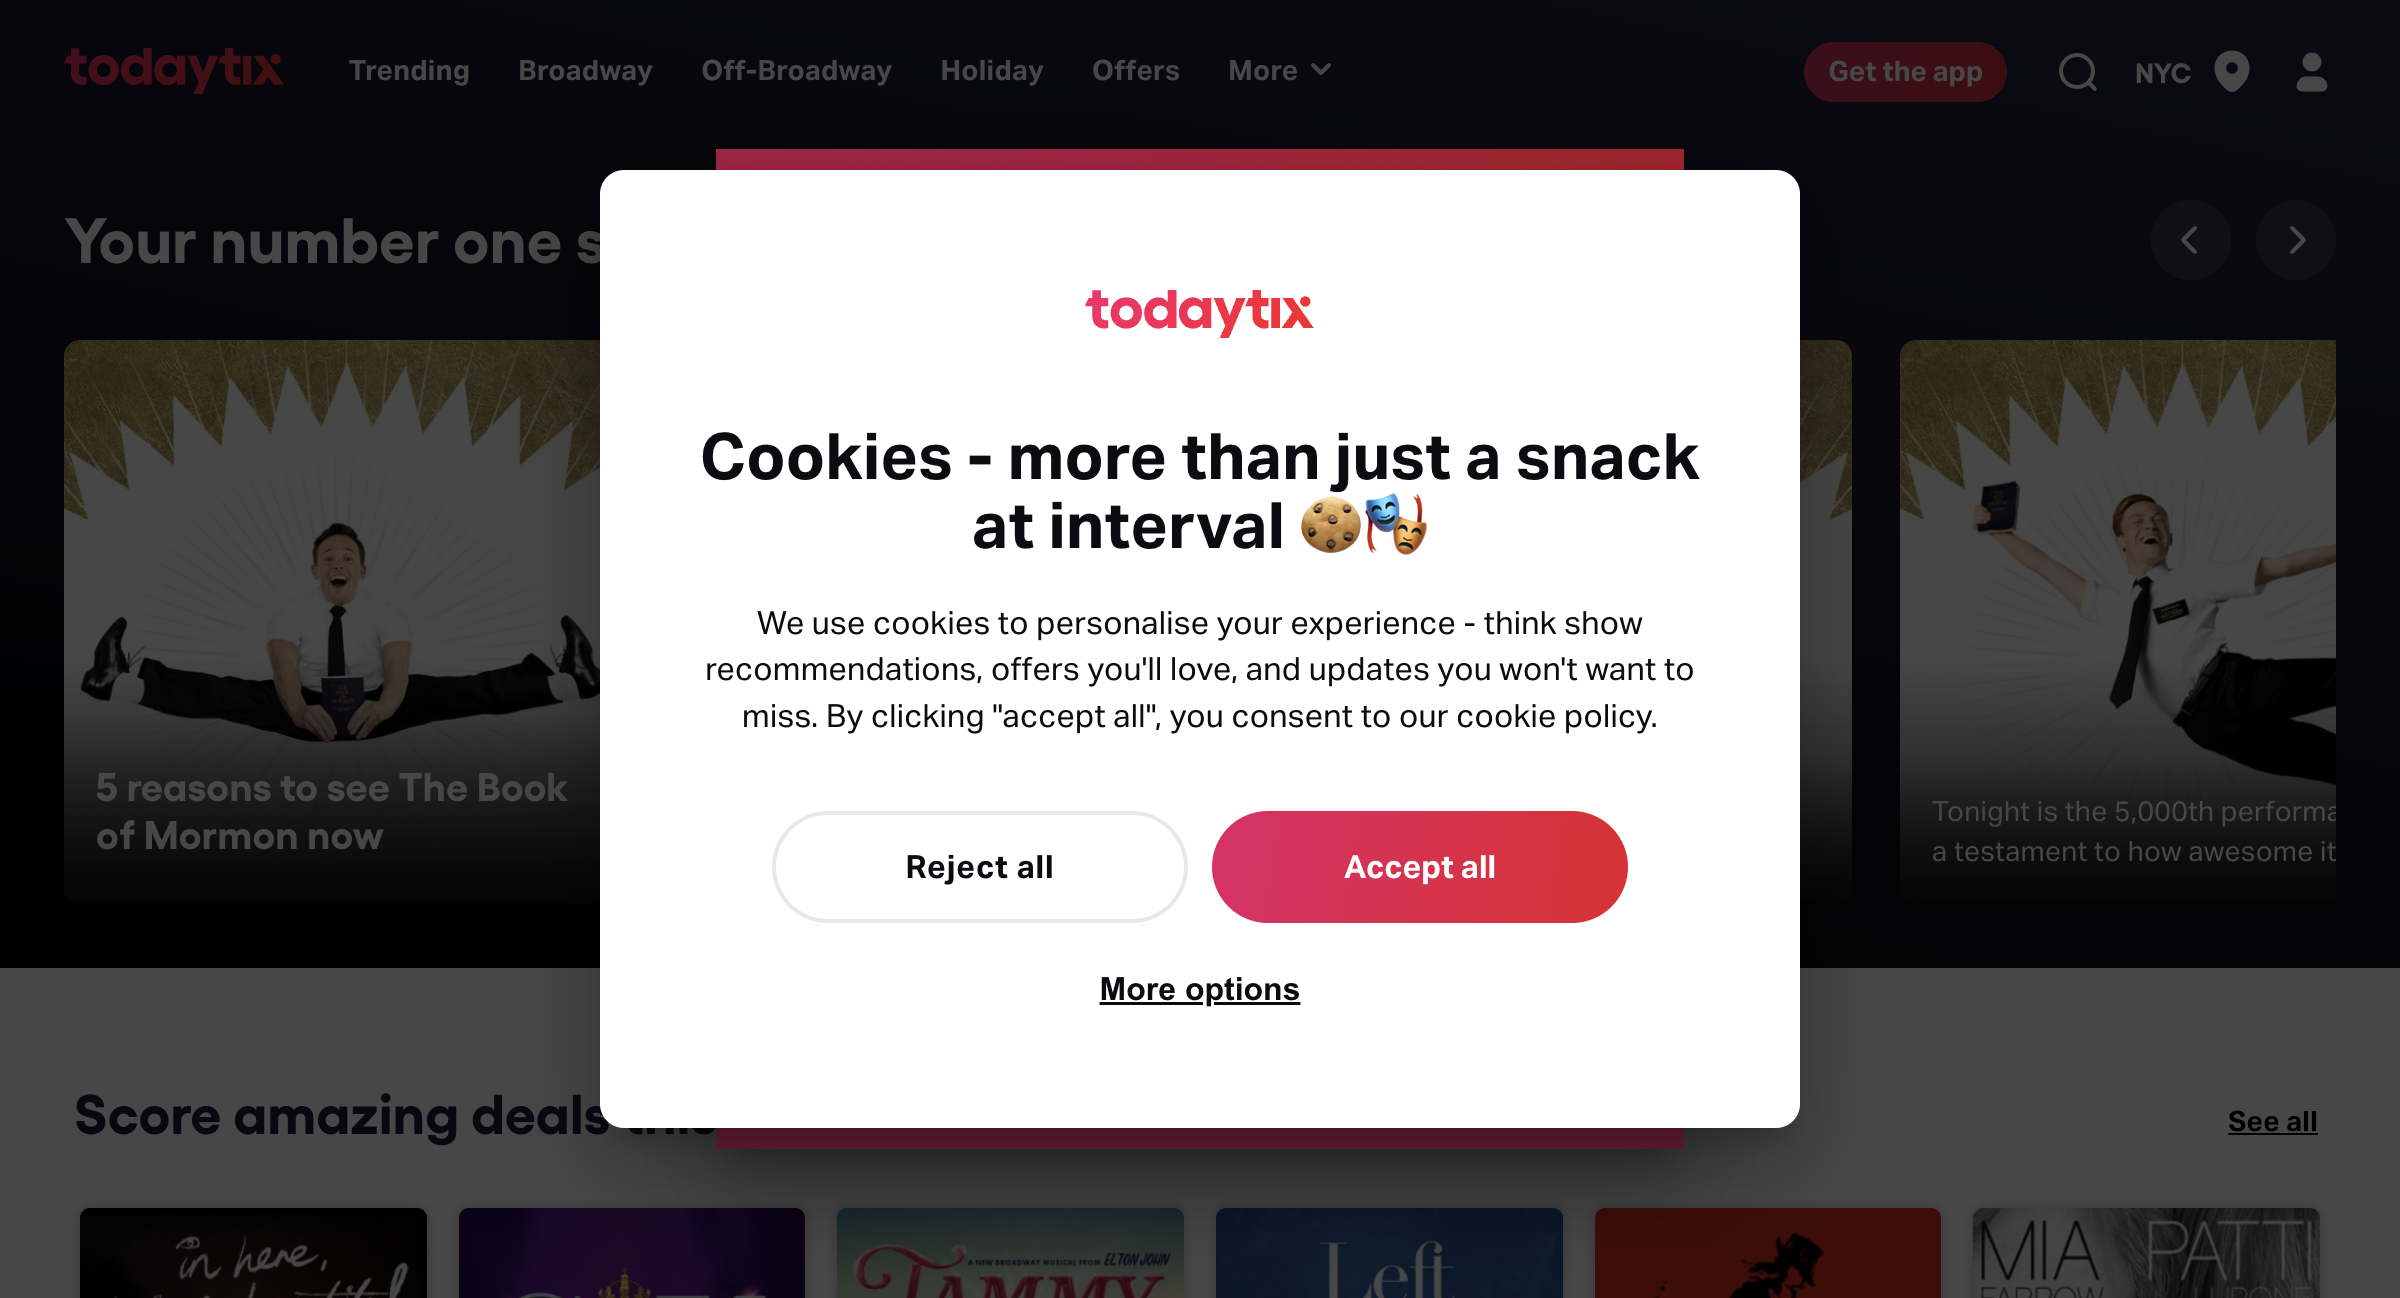 todaytix
Trending
Broadway
Off-Broadway
Holiday
Offers
More
Get the app
NYC
Your number one s
todaytix
Cookies - more than just a snack
at interval
We use cookies to personalise your experience - think show
recommendations, offers you'll love, and updates you won't want to
miss. By clicking "accept all", you consent to our cookie policy.
Reject all
Accept all
More options
5 reasons to see The Book
of Mormon now
Tonight is the 5,000th performa
a testament to how awesome it
Score amazing deals this
See all
in here,
A NEW BROADWAY MUSICAL FROM ELTON JOHN
TAMMY
Left
MIA PATTI
FARROW LUPONE